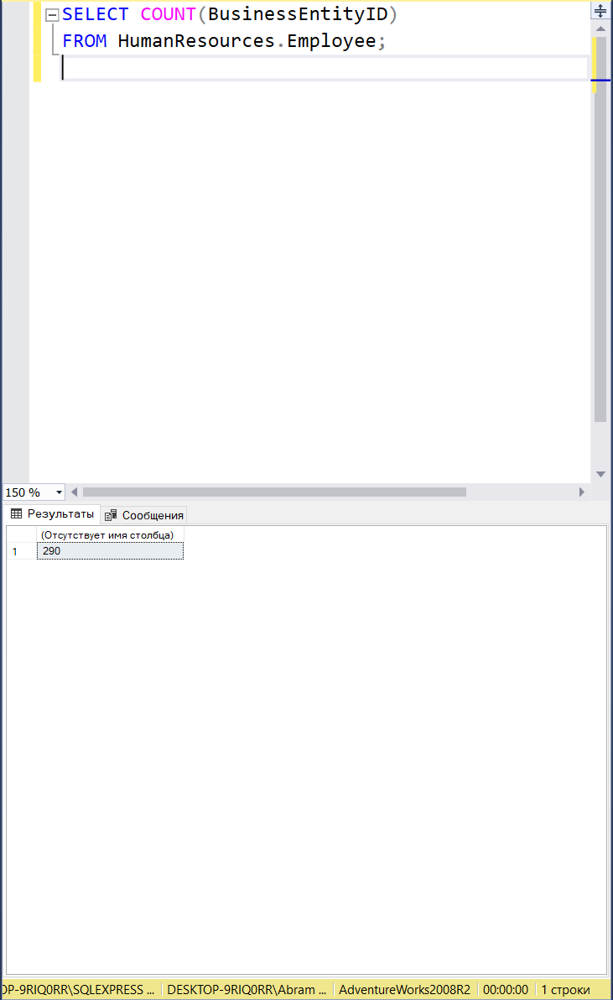 SELECT COUNT(BusinessEntityID)
FROM HumanResources.Employee;
150 %
Результаты Сообщения
(Отсутствует имя столбца)
1 290
OP-9RIQ0RR\SQLEXPRESS ... DESKTOP-9RIQ0RR\Abram ... AdventureWorks2008R2 00:00:00 1 строки